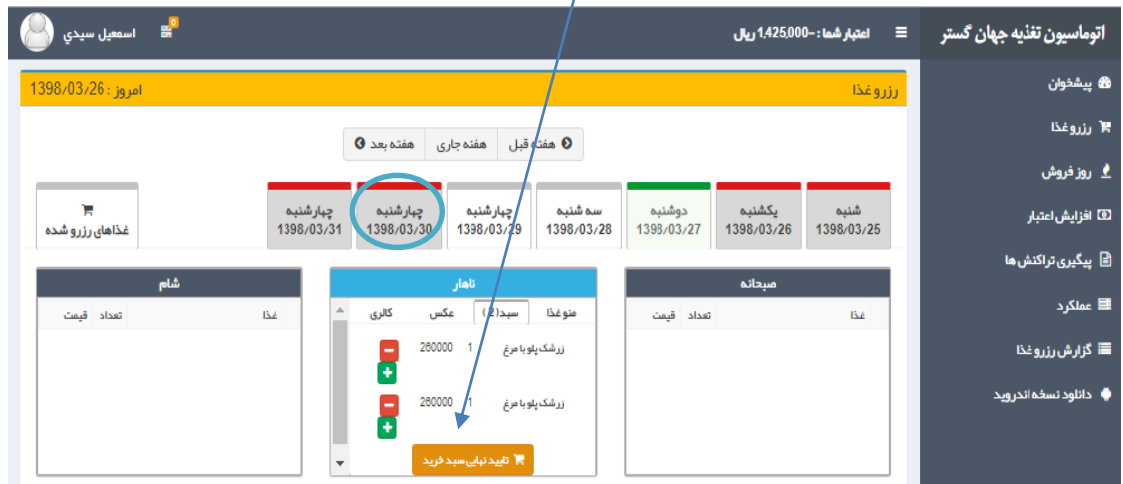 اتوماسیون تغذیه جهان گستر
اعتبار شما : -1,425,000 ریال
0
اسمعیل سیدي
پیشخوان
رزرو غذا
روز فروش
افزایش اعتبار
پیگیری تراکنش ها
عملکرد
گزارش رزرو غذا
دانلود نسخه اندروید
رزرو غذا
امروز : 1398/03/26
هفته قبل
هفته جاری
هفته بعد
شنبه
1398/03/25
یکشنبه
1398/03/26
دوشنبه
1398/03/27
سه شنبه
1398/03/28
چهارشنبه
1398/03/29
چهارشنبه
1398/03/30
چهارشنبه
1398/03/31
غذاهای رزرو شده
صبحانه
غذا تعداد قیمت
ناهار
منو غذا سبد(2) عکس کالری
زرشک پلو با مرغ 1 260000
زرشک پلو با مرغ 1 260000
تایید نهایی سبد خرید
شام
غذا تعداد قیمت